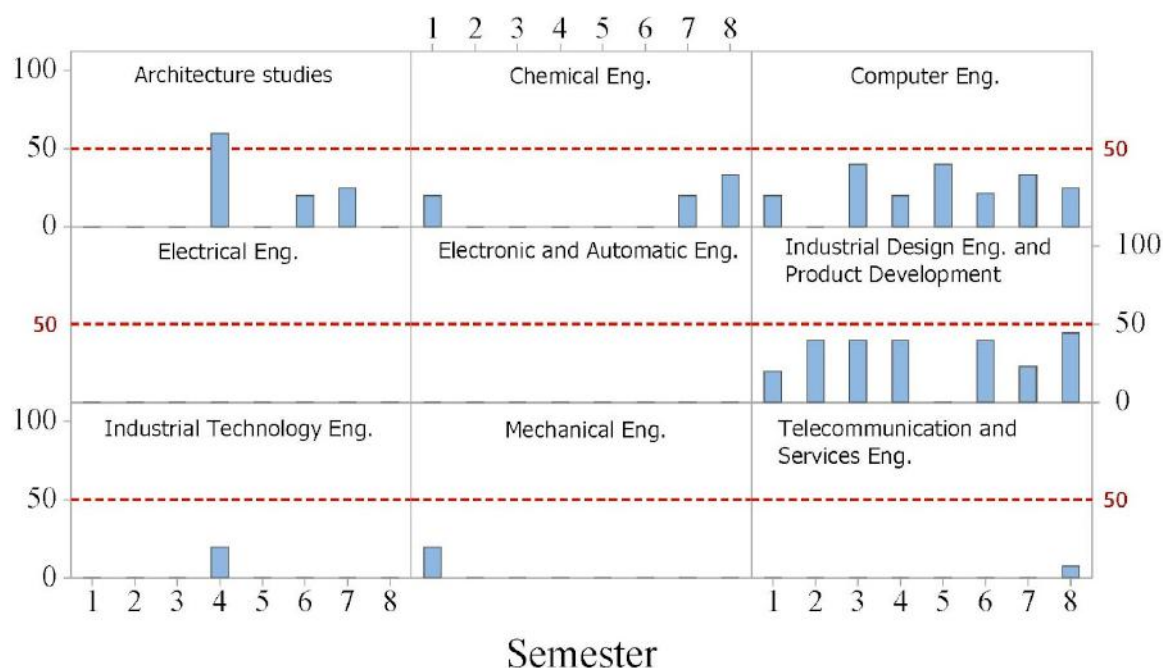 1 2 3 4 5 6 7 8
100 Architecture studies Chemical Eng. Computer Eng.
50 50
0
Electrical Eng. Electronic and Automatic Eng. Industrial Design Eng. and 100
Product Development
50 50
0
100 Industrial Technology Eng. Mechanical Eng. Telecommunication and
Services Eng.
50 50
0
1 2 3 4 5 6 7 8 1 2 3 4 5 6 7 8
Semester